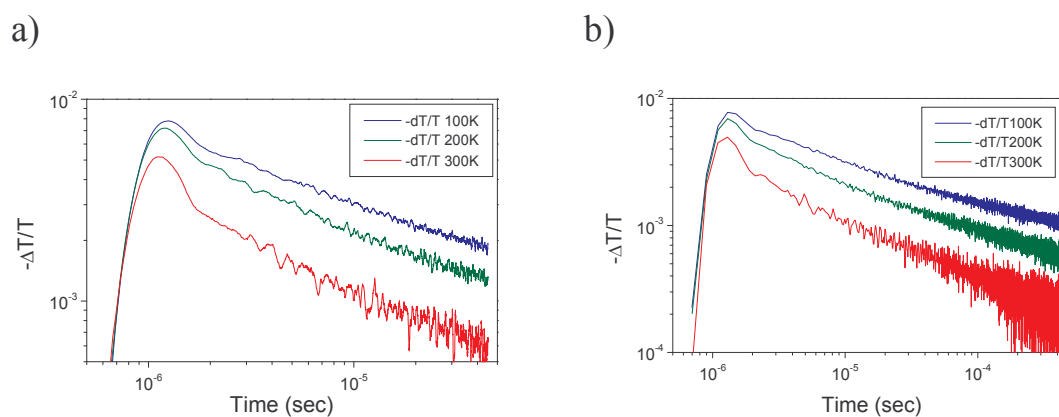 a)
10⁻²
-dT/T 100K
-dT/T 200K
-dT/T 300K
-ΔT/T
10⁻³
10⁻⁶
10⁻⁵
Time (sec)
b)
10⁻²
-dT/T100K
-dT/T200K
-dT/T300K
-ΔT/T
10⁻³
10⁻⁴
10⁻⁶
10⁻⁵
10⁻⁴
Time (sec)